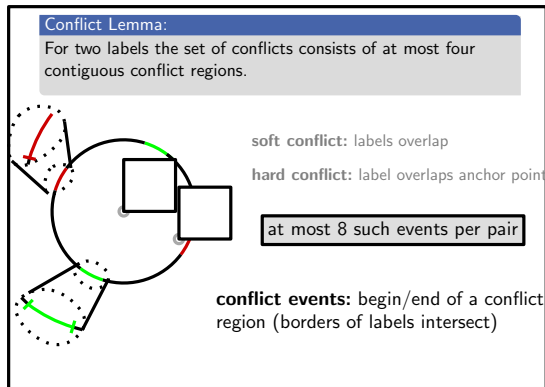 Conflict Lemma:
For two labels the set of conflicts consists of at most four
contiguous conflict regions.
soft conflict: labels overlap
hard conflict: label overlaps anchor point
at most 8 such events per pair
conflict events: begin/end of a conflict
region (borders of labels intersect)